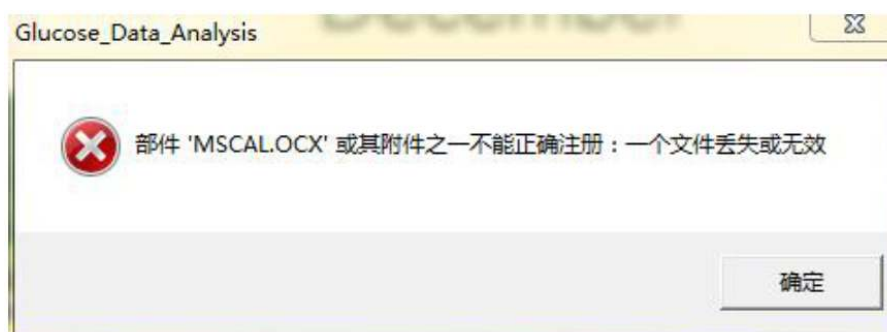 December
Glucose_Data_Analysis
部件 'MSCAL.OCX' 或其附件之一不能正确注册：一个文件丢失或无效
确定